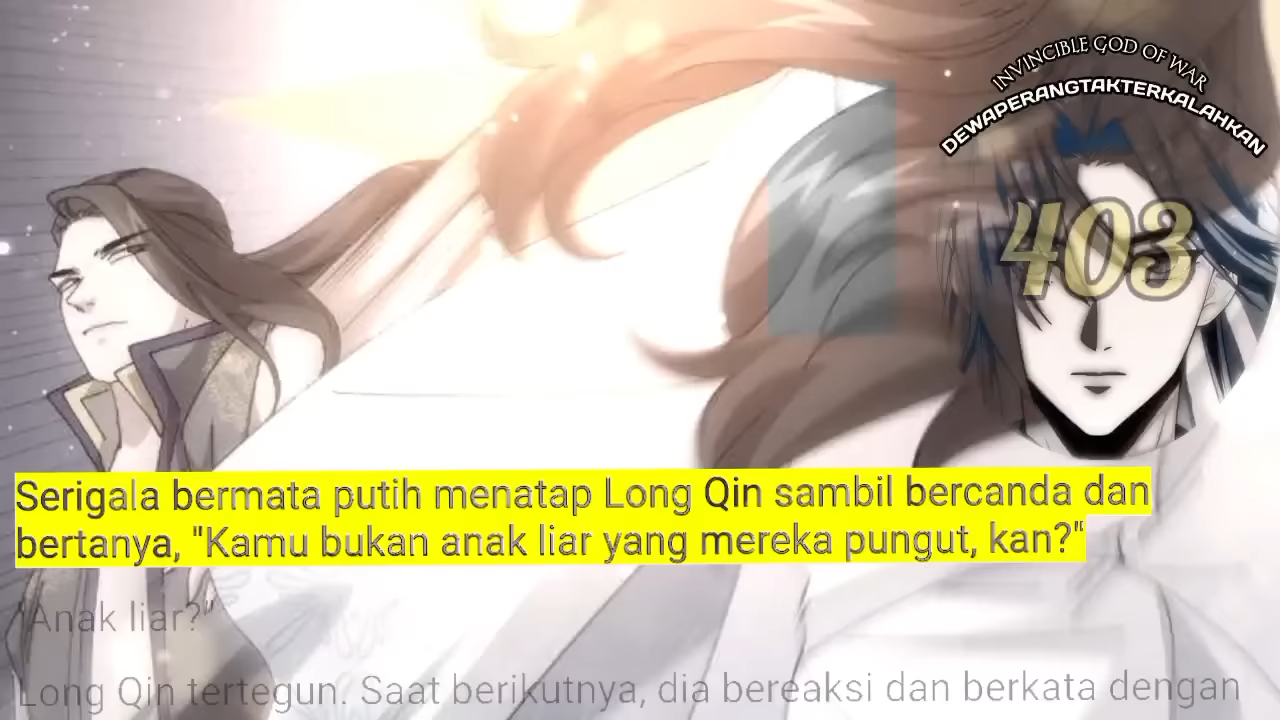 INVINCIBLE GOD OF WAR
DEWAPERANGTAKTERKALAHKAN
403
Serigala bermata putih menatap Long Qin sambil bercanda dan
bertanya, "Kamu bukan anak liar yang mereka pungut, kan?"
"Anak liar?"
Long Qin tertegun. Saat berikutnya, dia bereaksi dan berkata dengan